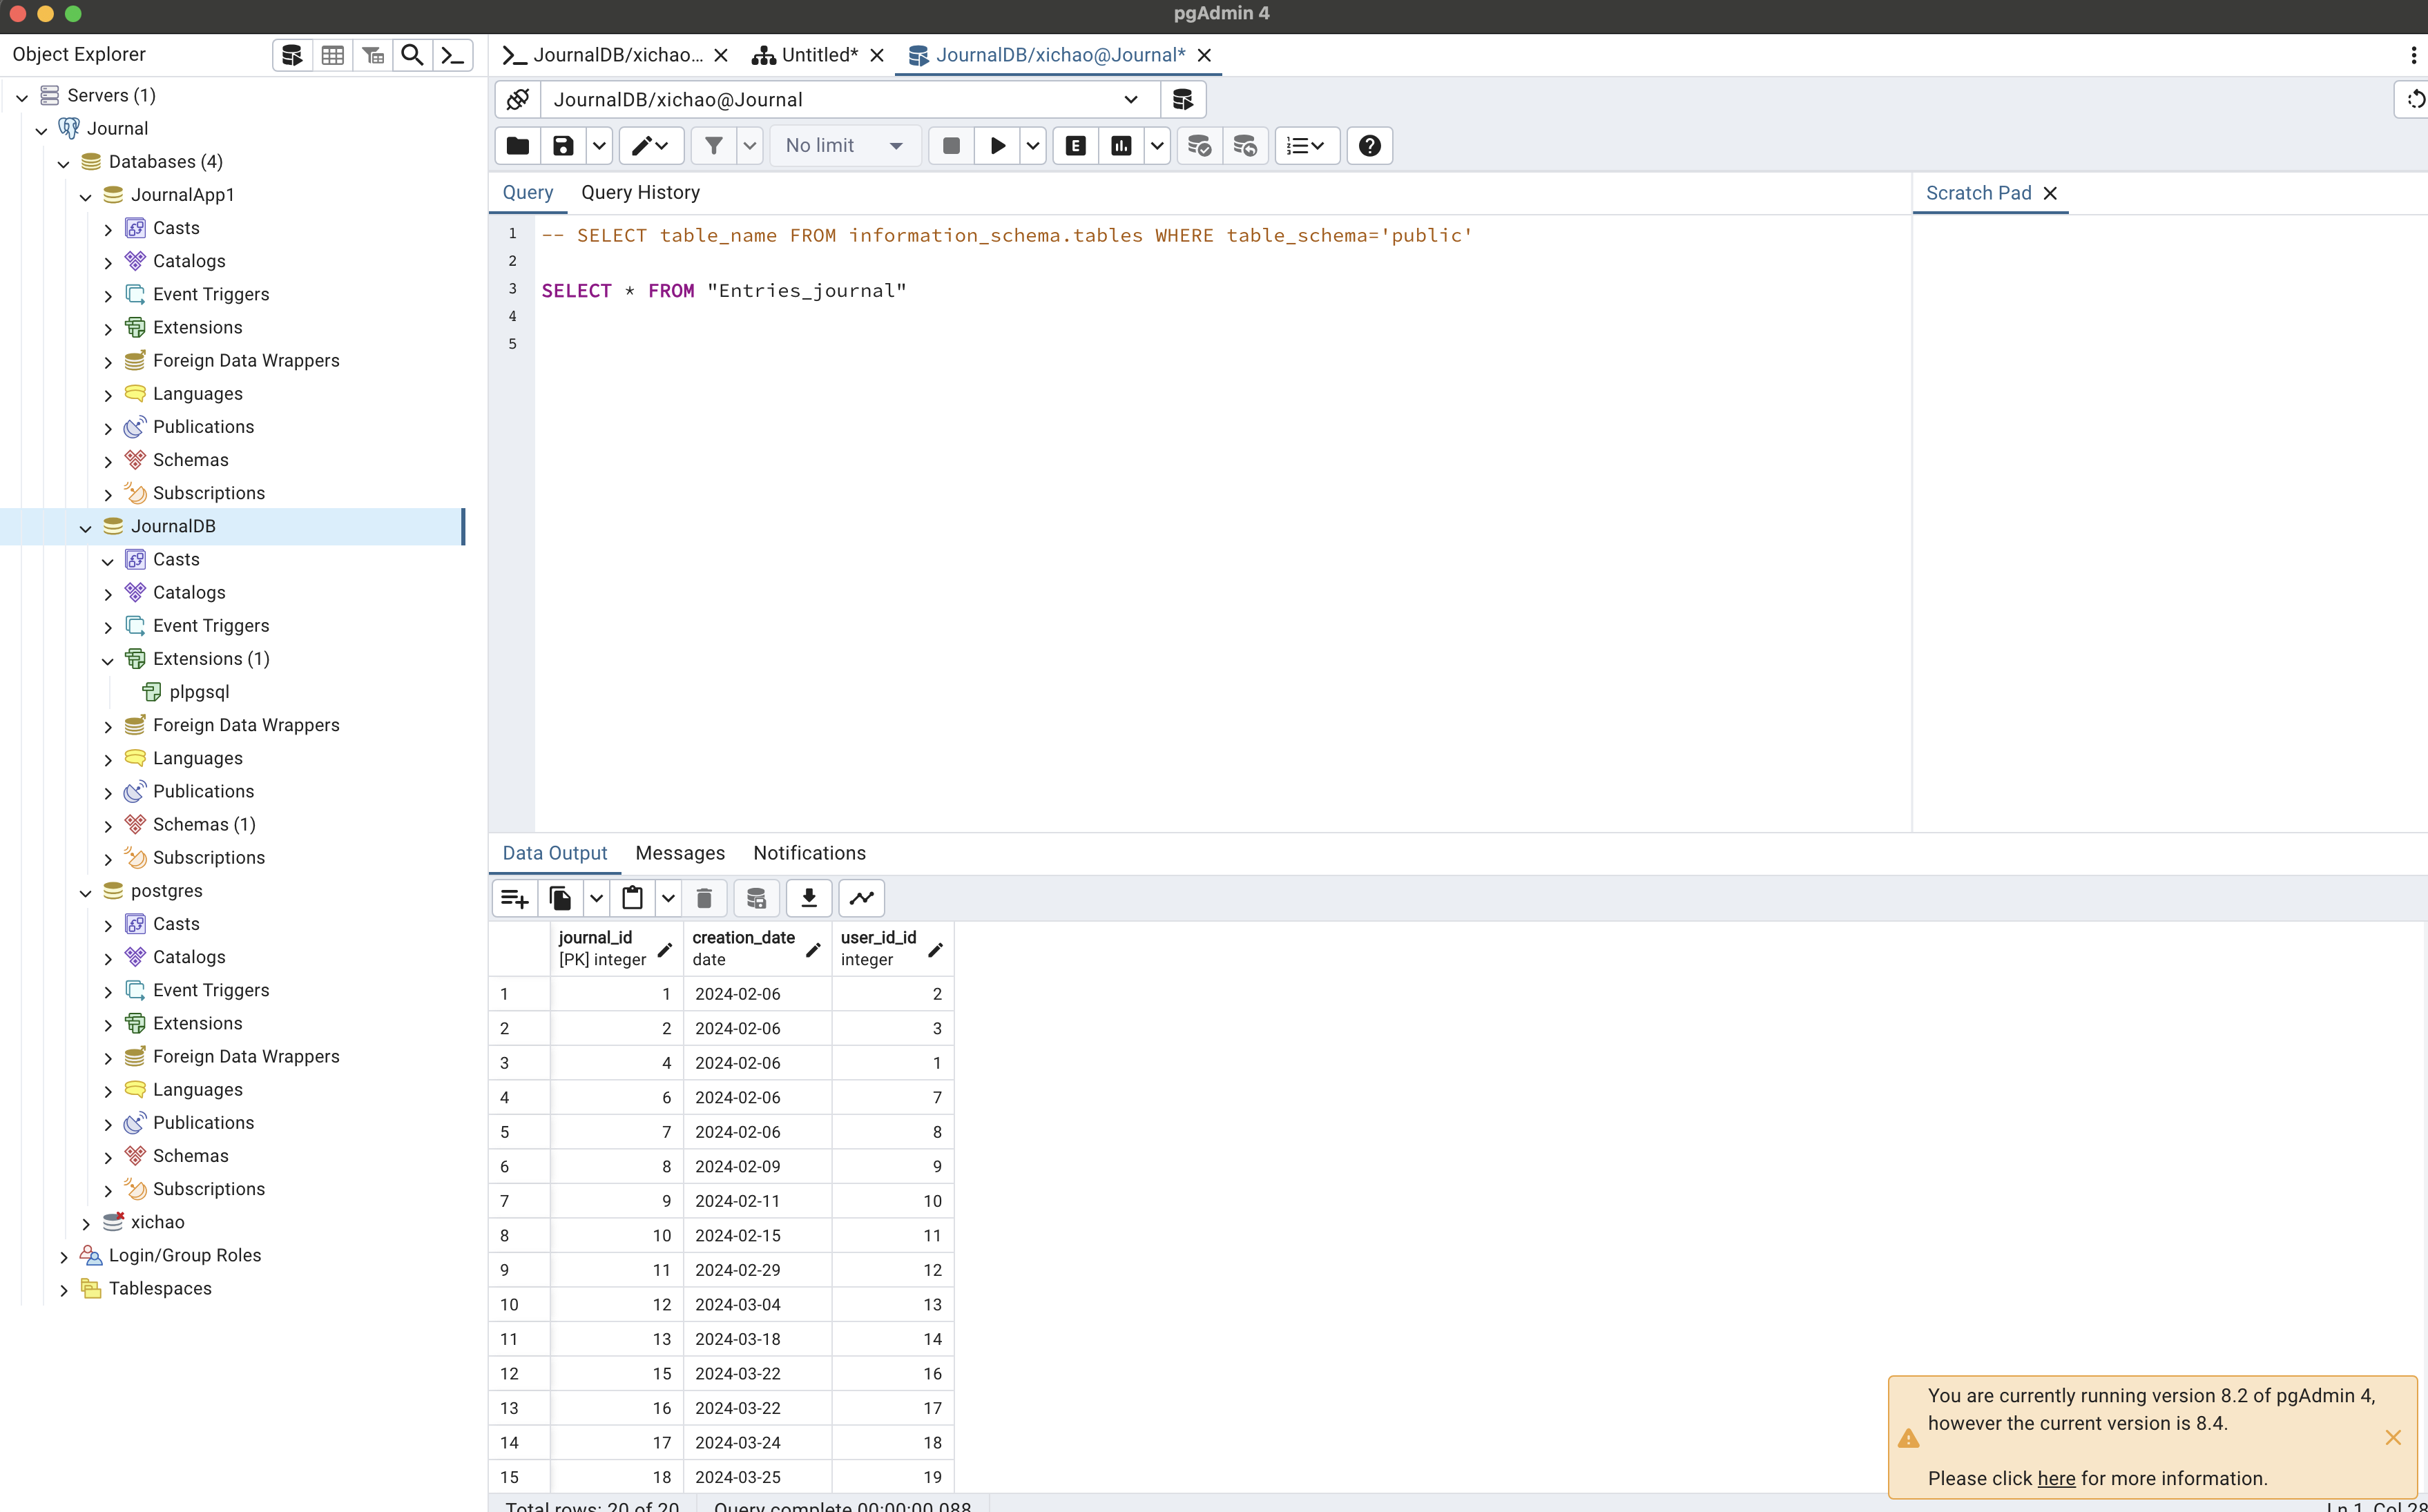 pgAdmin 4
Object Explorer
JournalDB/xichao...
Untitled*
JournalDB/xichao@Journal*
Servers (1)
Journal
Databases (4)
JournalApp1
Casts
Catalogs
Event Triggers
Extensions
Foreign Data Wrappers
Languages
Publications
Schemas
Subscriptions
JournalDB
Casts
Catalogs
Event Triggers
Extensions (1)
plpgsql
Foreign Data Wrappers
Languages
Publications
Schemas (1)
Subscriptions
postgres
Casts
Catalogs
Event Triggers
Extensions
Foreign Data Wrappers
Languages
Publications
Schemas
Subscriptions
xichao
Login/Group Roles
Tablespaces
JournalDB/xichao@Journal
No limit
E
Query Query History
Scratch Pad
1 -- SELECT table_name FROM information_schema.tables WHERE table_schema='public'
2
3 SELECT * FROM "Entries_journal"
4
5
Data Output Messages Notifications
journal_id creation_date user_id_id
[PK] integer date integer
1 1 2024-02-06 2
2 2 2024-02-06 3
3 4 2024-02-06 1
4 6 2024-02-06 7
5 7 2024-02-06 8
6 8 2024-02-09 9
7 9 2024-02-11 10
8 10 2024-02-15 11
9 11 2024-02-29 12
10 12 2024-03-04 13
11 13 2024-03-18 14
12 15 2024-03-22 16
13 16 2024-03-22 17
14 17 2024-03-24 18
15 18 2024-03-25 19
Total rows: 20 of 20 Query complete 00:00:00.088
Ln 1, Col 28
You are currently running version 8.2 of pgAdmin 4,
however the current version is 8.4.
Please click here for more information.